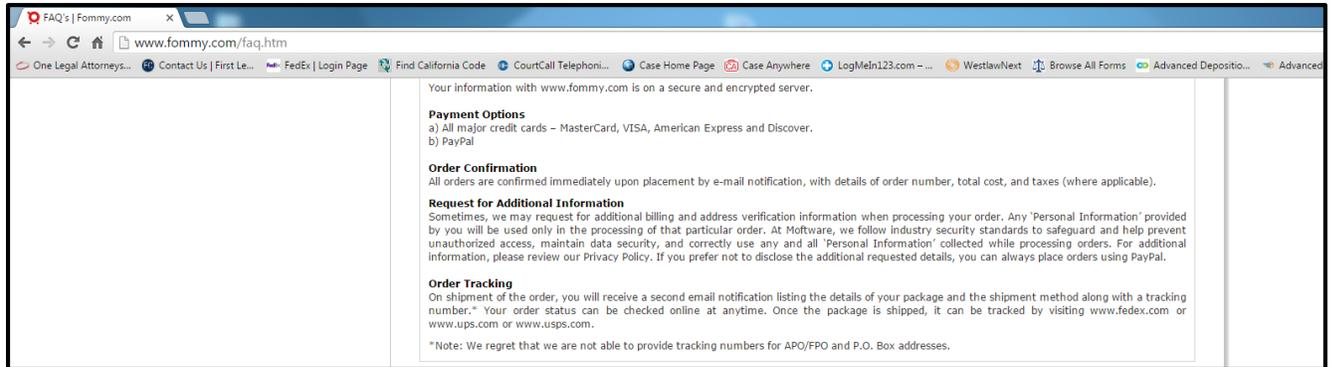 FAQ's | Fommy.com
www.fommy.com/faq.htm
One Legal Attorneys... Contact Us | First Le... FedEx | Login Page Find California Code CourtCall Telephoni... Case Home Page Case Anywhere LogMeIn123.com – ... WestlawNext Browse All Forms Advanced Depositio... Advanced
Your information with www.fommy.com is on a secure and encrypted server.
Payment Options
a) All major credit cards – MasterCard, VISA, American Express and Discover.
b) PayPal
Order Confirmation
All orders are confirmed immediately upon placement by e-mail notification, with details of order number, total cost, and taxes (where applicable).
Request for Additional Information
Sometimes, we may request for additional billing and address verification information when processing your order. Any `Personal Information´ provided
by you will be used only in the processing of that particular order. At Moftware, we follow industry security standards to safeguard and help prevent
unauthorized access, maintain data security, and correctly use any and all `Personal Information´ collected while processing orders. For additional
information, please review our Privacy Policy. If you prefer not to disclose the additional requested details, you can always place orders using PayPal.
Order Tracking
On shipment of the order, you will receive a second email notification listing the details of your package and the shipment method along with a tracking
number.* Your order status can be checked online at anytime. Once the package is shipped, it can be tracked by visiting www.fedex.com or
www.ups.com or www.usps.com.
*Note: We regret that we are not able to provide tracking numbers for APO/FPO and P.O. Box addresses.